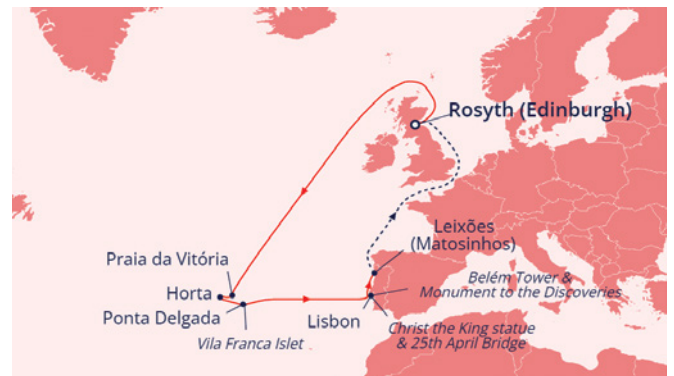 Rosyth (Edinburgh)
Leixões
(Matosinhos)
Praia da Vitória
Belém Tower &
Monument to the Discoveries
Horta
Ponta Delgada
Lisbon
Christ the King statue
& 25th April Bridge
Vila Franca Islet